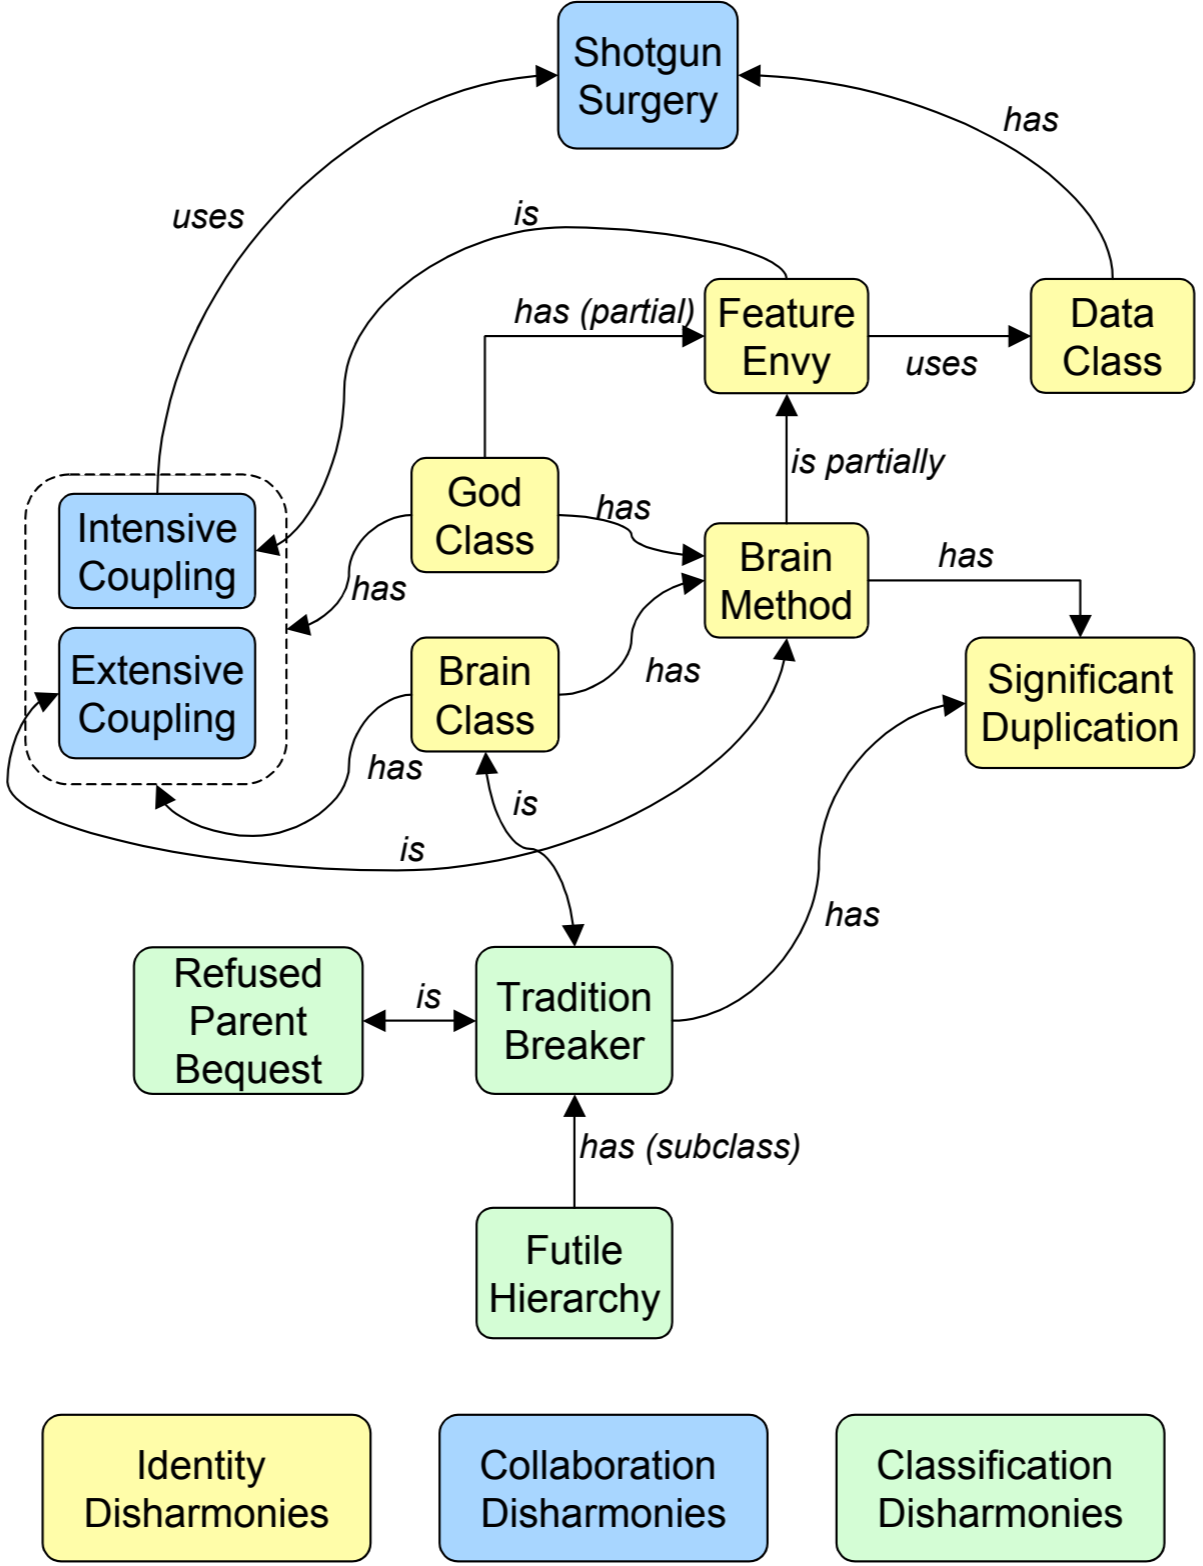 Shotgun
Surgery
has
uses
is
has (partial)
Feature
Envy
uses
Data
Class
is partially
God
Class
has
has
Intensive
Coupling
Brain
Method
has
Extensive
Coupling
Brain
Class
has
has
Significant
Duplication
is
is
has
Refused
Parent
Bequest
is
Tradition
Breaker
has (subclass)
Futile
Hierarchy
Identity
Disharmonies
Collaboration
Disharmonies
Classification
Disharmonies